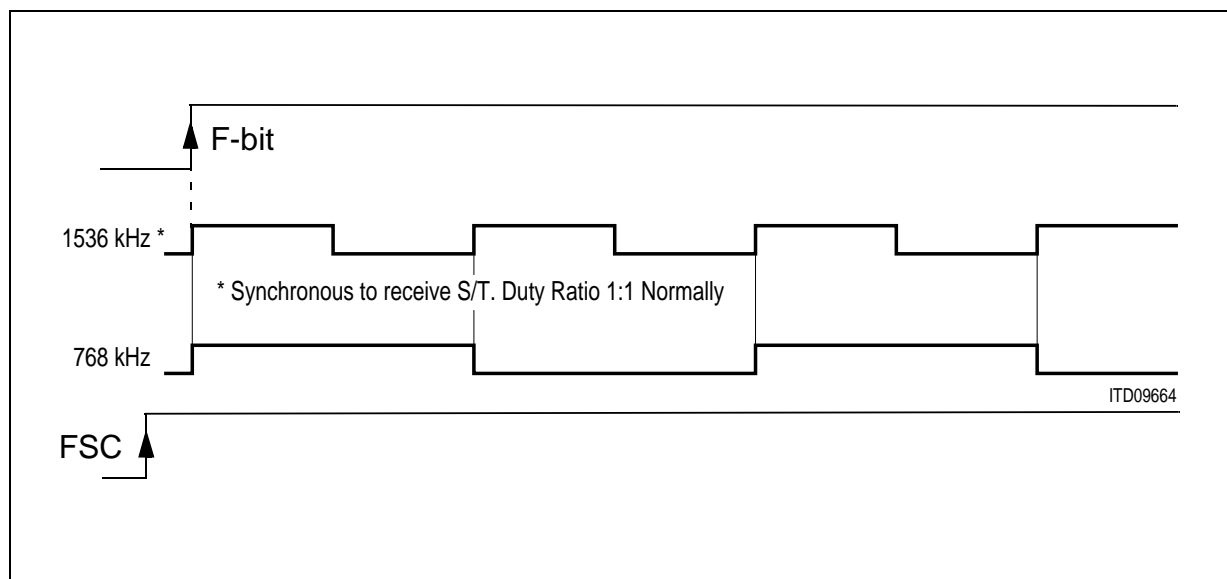 F-bit
1536 kHz *
* Synchronous to receive S/T. Duty Ratio 1:1 Normally
768 kHz
ITD09664
FSC